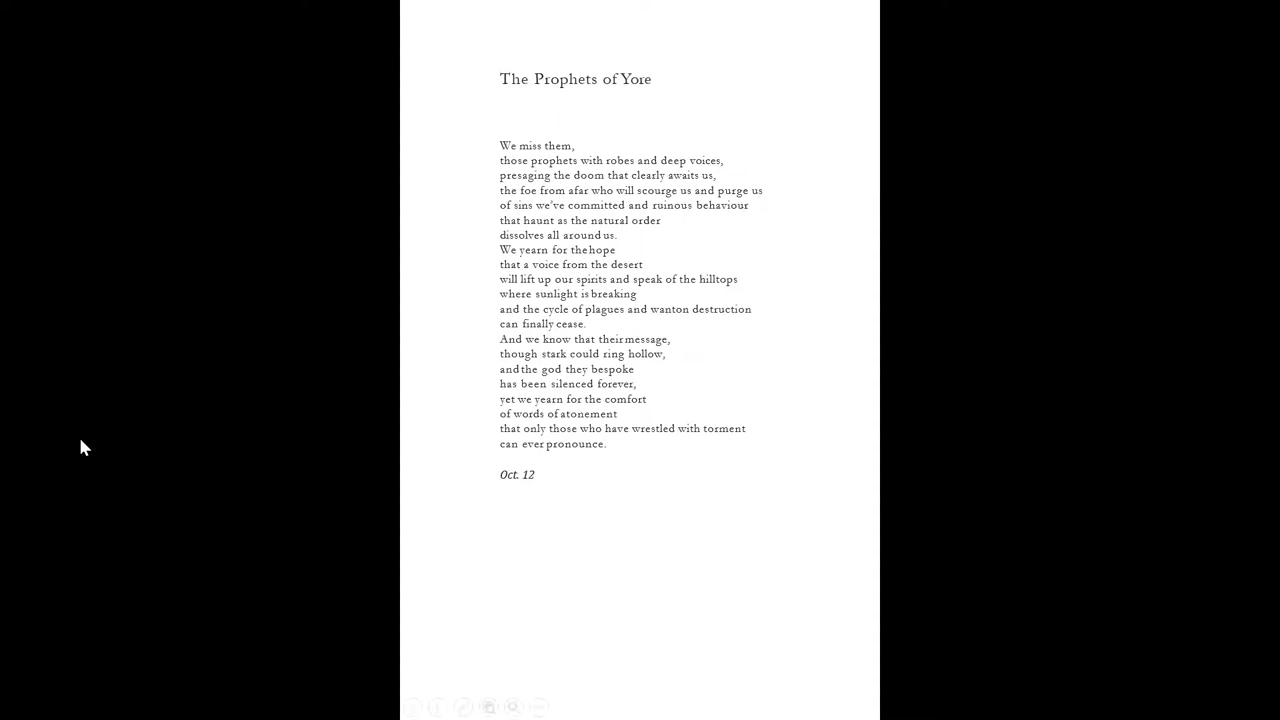 The Prophets of Yore
We miss them,
those prophets with robes and deep voices,
presaging the doom that clearly awaits us,
the foe from afar who will scourge us and purge us
of sins we've committed and ruinous behaviour
that haunt as the natural order
dissolves all around us.
We yearn for the hope
that a voice from the desert
will lift up our spirits and speak of the hilltops
where sunlight is breaking
and the cycle of plagues and wanton destruction
can finally cease.
And we know that their message,
though stark could ring hollow,
and the god they bespoke
has been silenced forever,
yet we yearn for the comfort
of words of atonement
that only those who have wrestled with torment
can ever pronounce.
Oct. 12